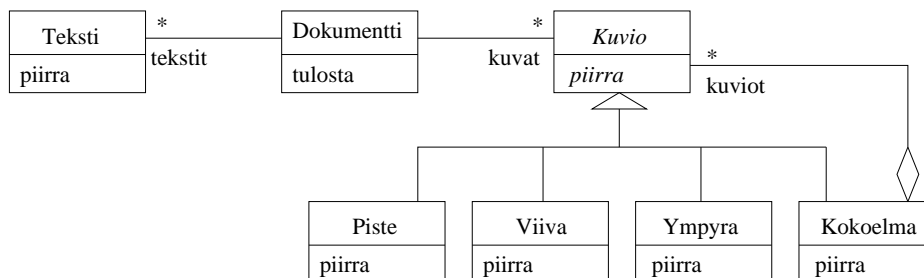 Teksti
piirra
*
tekstit
Dokumentti
tulosta
*
kuvat
Kuvio
piirra
*
kuviot
Piste
piirra
Viiva
piirra
Ympyra
piirra
Kokoelma
piirra